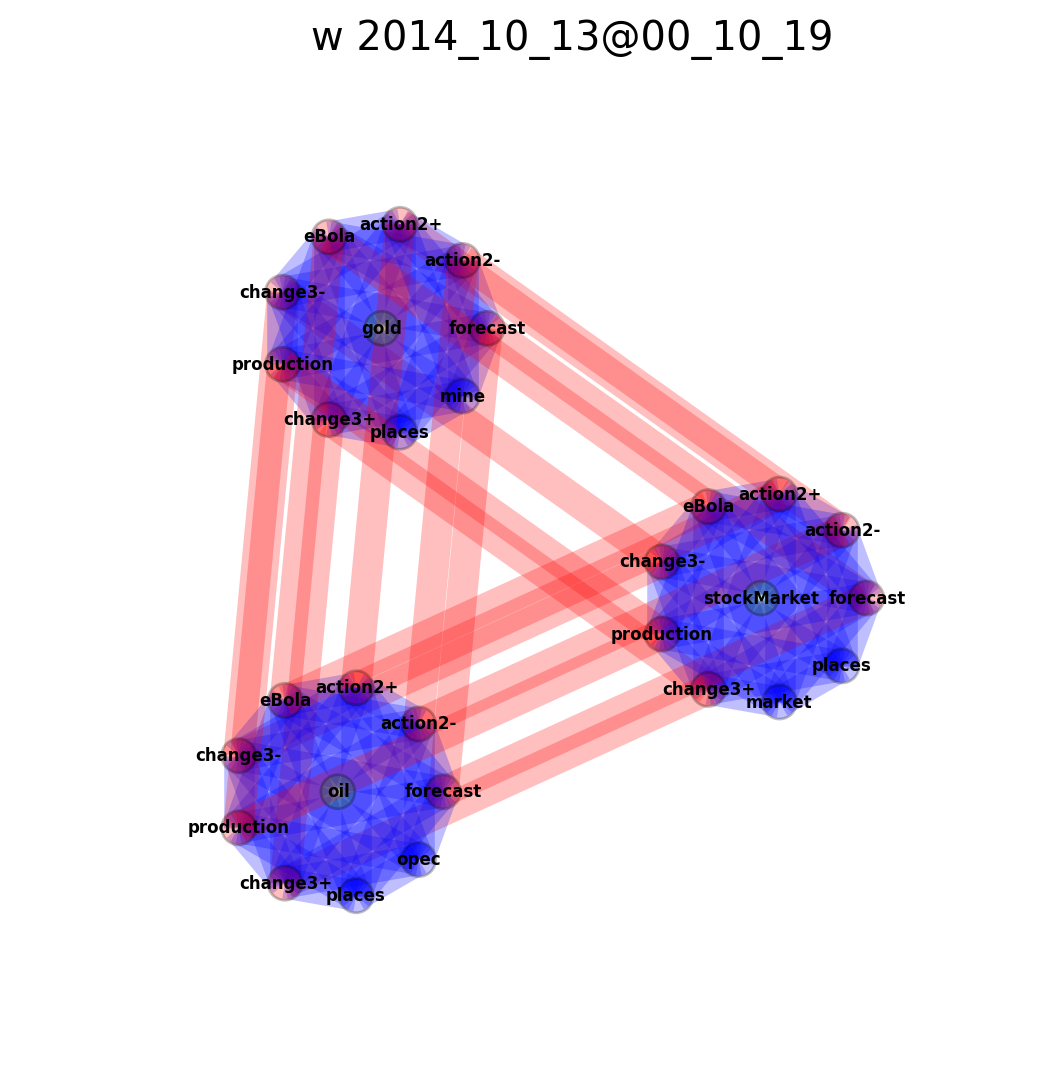 w 2014_10_13@00_10_19
action2+
eBola
action2-
change3-
gold
forecast
production
mine
change3+
places
action2+
eBola
action2-
change3-
stockMarket
forecast
production
places
change3+
market
action2+
eBola
action2-
change3-
oil
forecast
production
opec
change3+
places